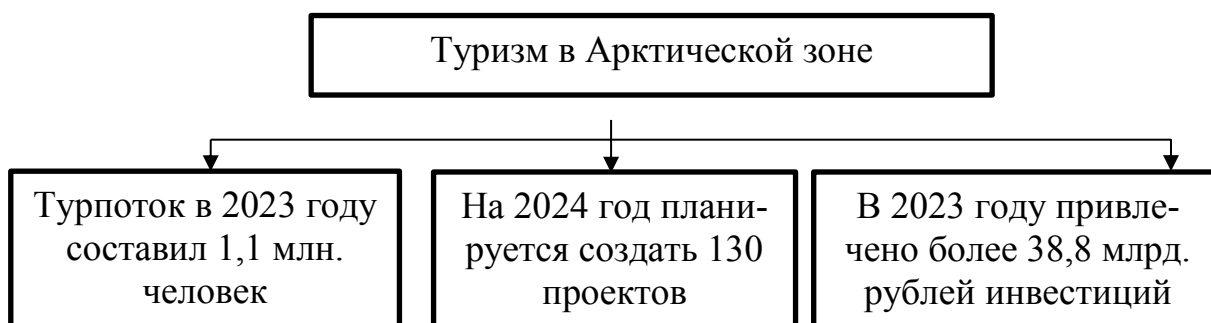 Туризм в Арктической зоне
Турпоток в 2023 году
составил 1,1 млн.
человек
На 2024 год плани-
руется создать 130
проектов
В 2023 году привле-
чено более 38,8 млрд.
рублей инвестиций